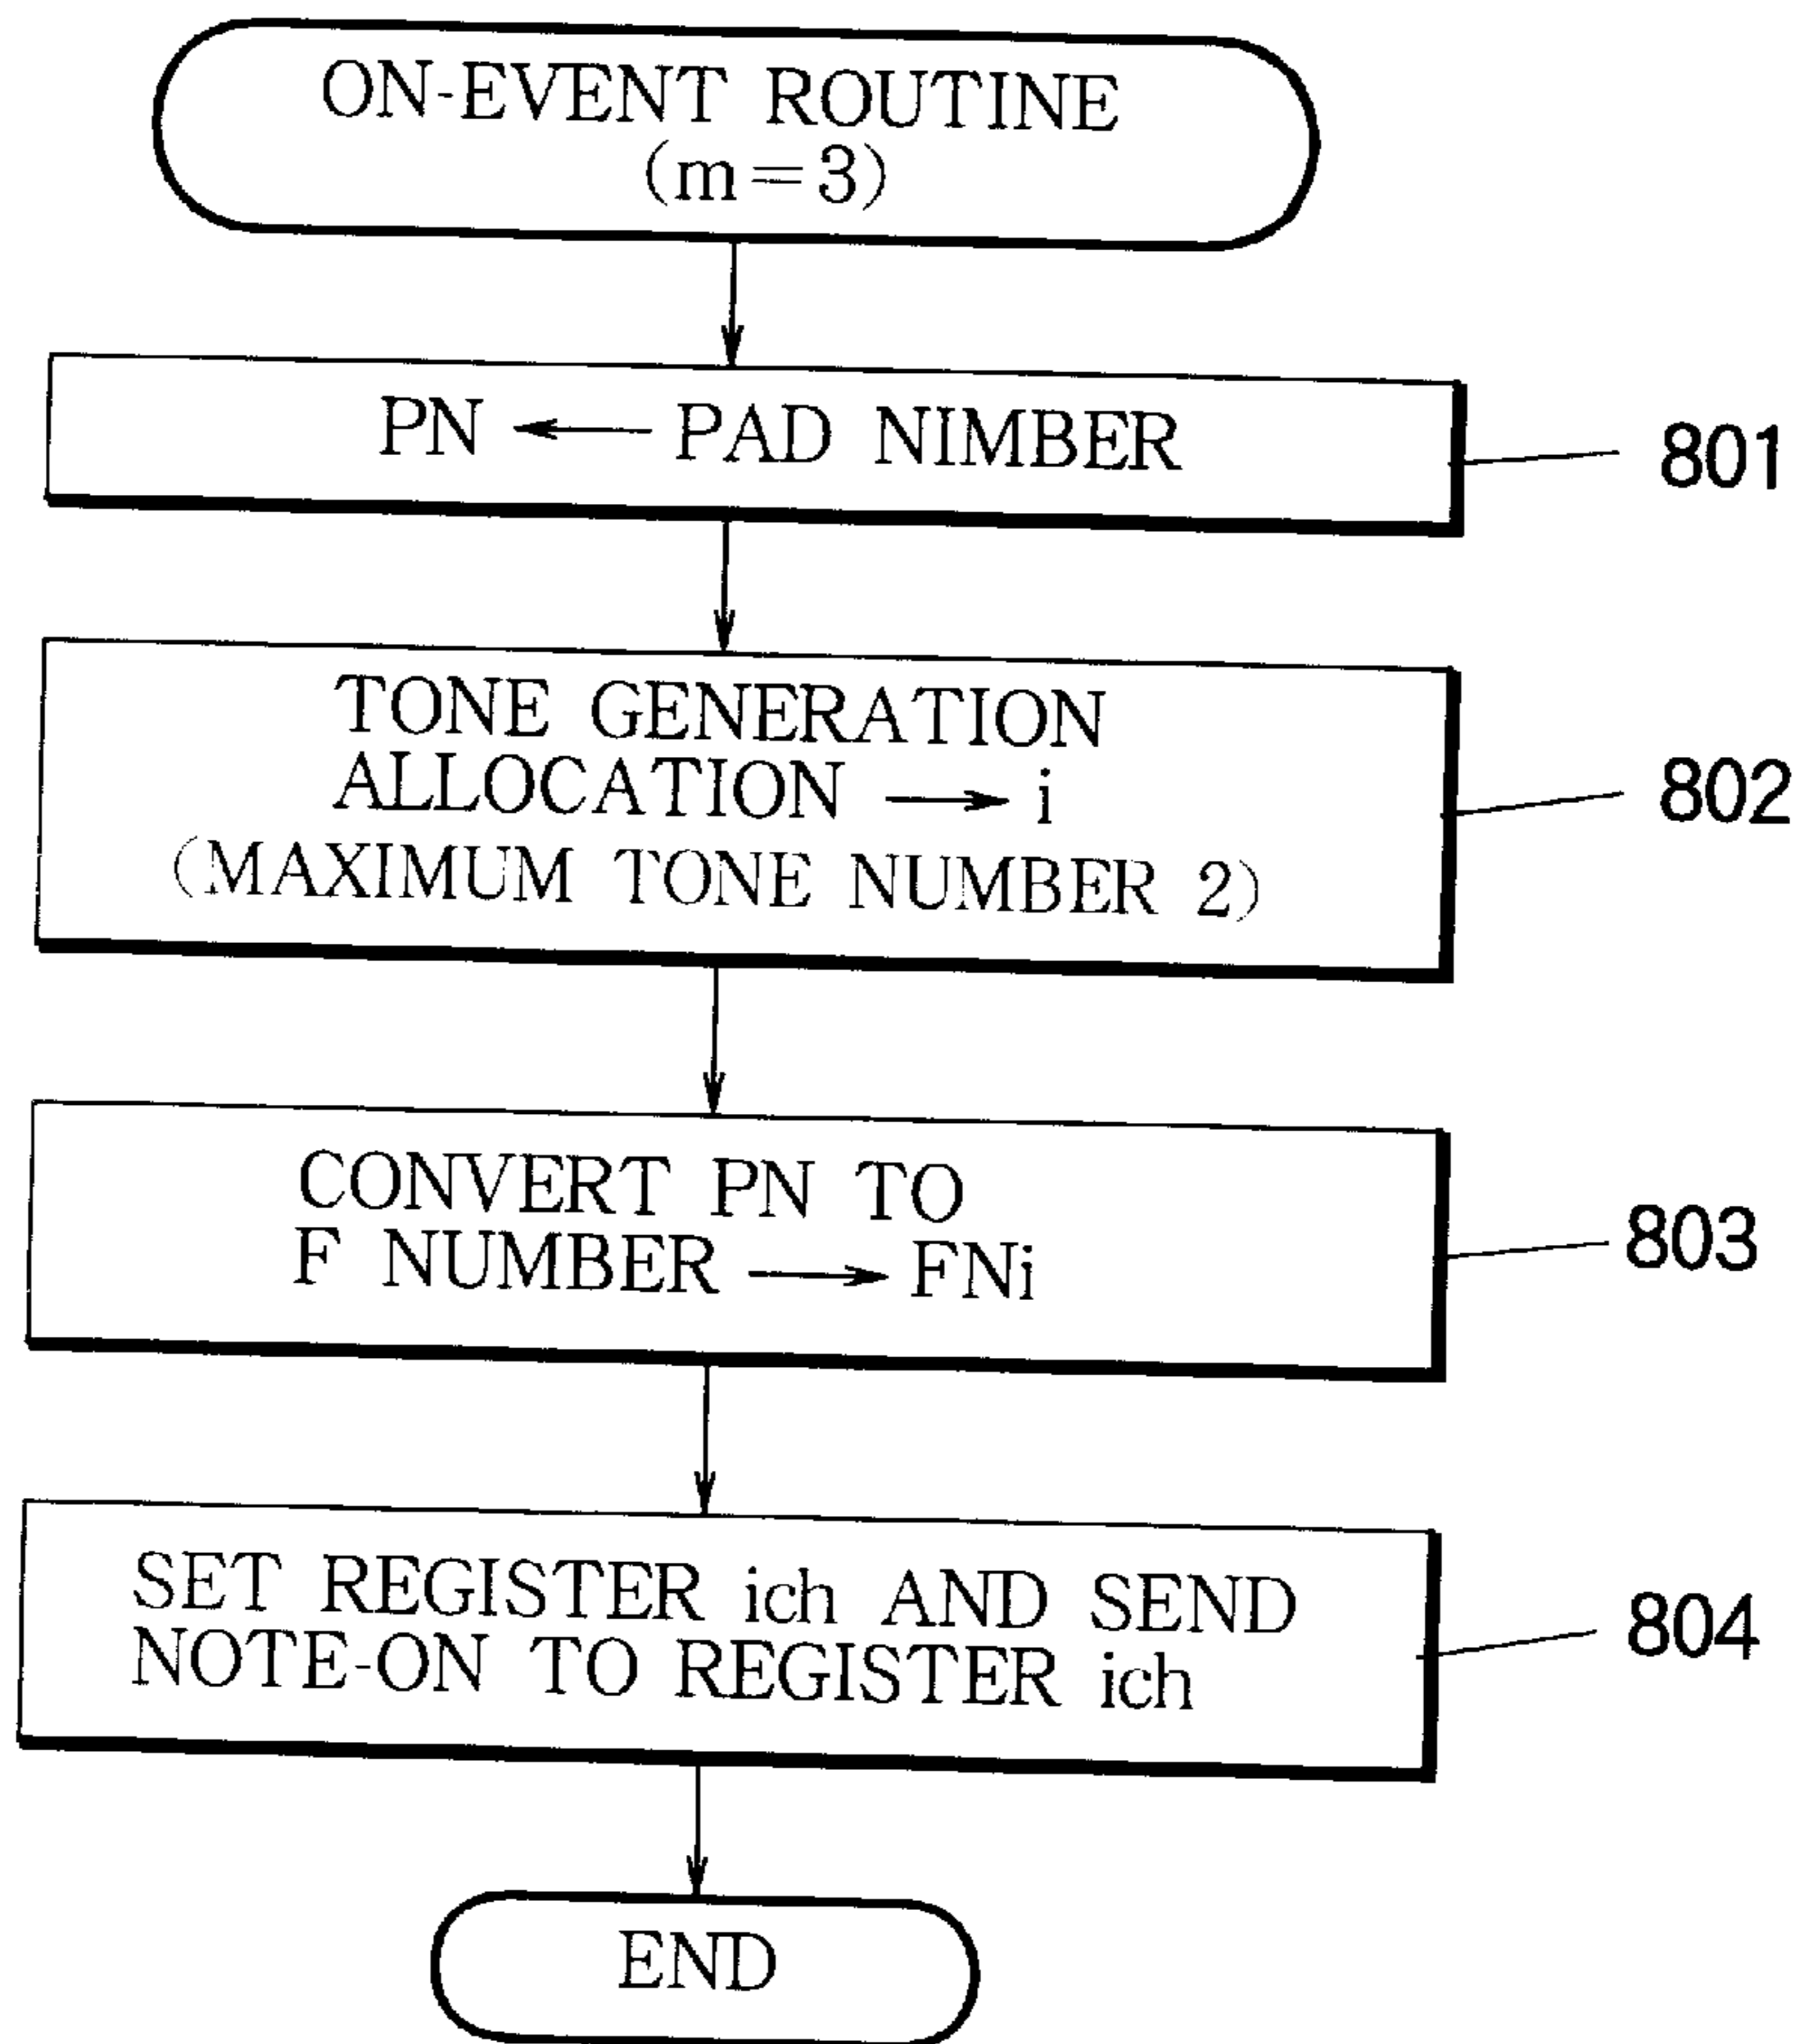 ON-EVENT ROUTINE
(m=3)
PN ← PAD NIMBER
801
TONE GENERATION
ALLOCATION → i
(MAXIMUM TONE NUMBER 2)
802
CONVERT PN TO
F NUMBER → FNi
803
SET REGISTER ich AND SEND
NOTE-ON TO REGISTER ich
804
END